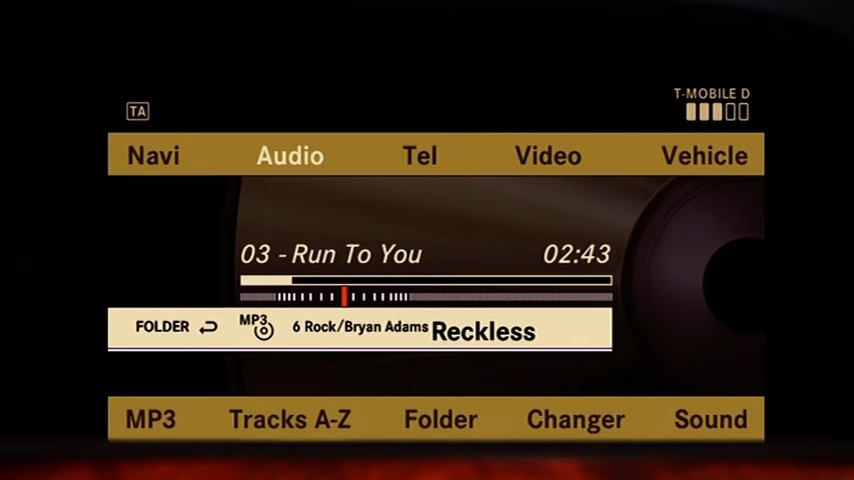 T-MOBILE D
TA
Navi Audio Tel Video Vehicle
03 - Run To You 02:43
FOLDER MP3 6 Rock/Bryan Adams Reckless
MP3 Tracks A-Z Folder Changer Sound